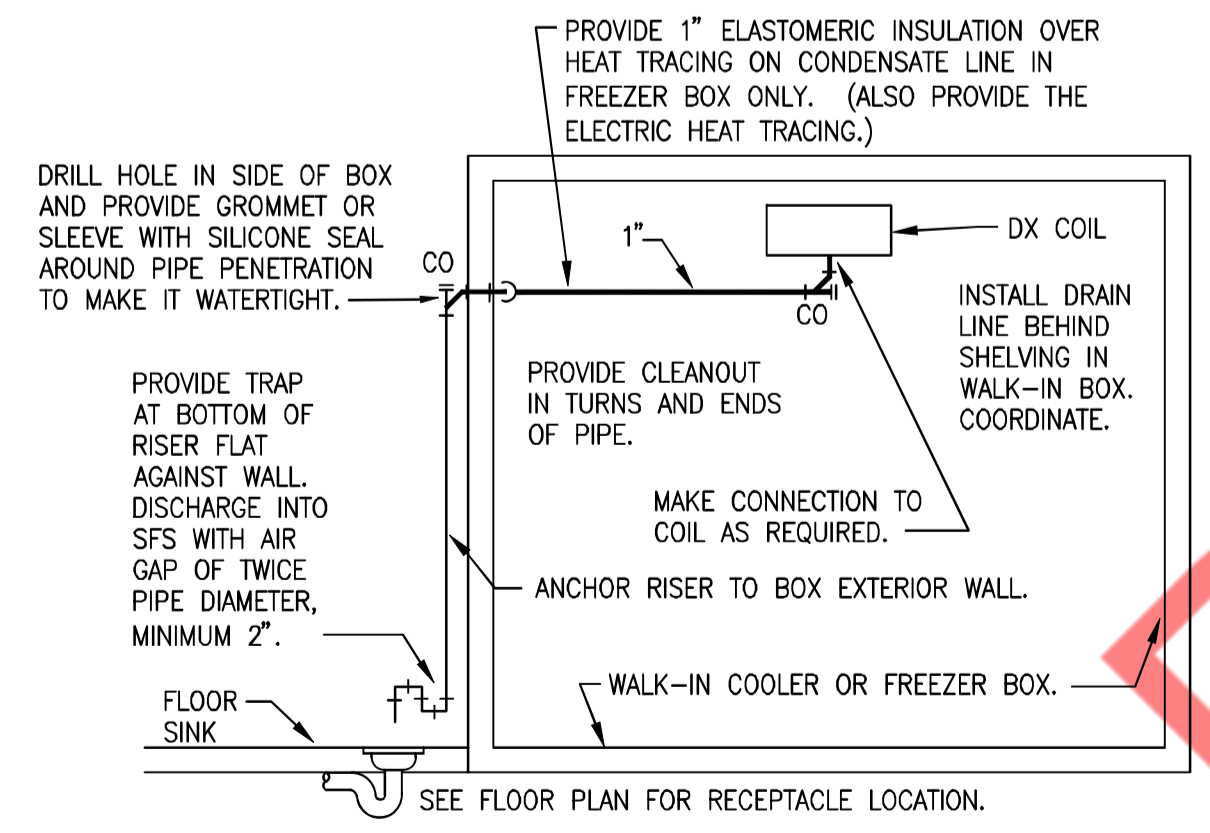 PROVIDE 1" ELASTOMERIC INSULATION OVER
HEAT TRACING ON CONDENSATE LINE IN
FREEZER BOX ONLY. (ALSO PROVIDE THE
ELECTRIC HEAT TRACING.)
DRILL HOLE IN SIDE OF BOX
AND PROVIDE GROMMET OR
SLEEVE WITH SILICONE SEAL
AROUND PIPE PENETRATION
TO MAKE IT WATERTIGHT.
CO
1"
DX COIL
CO
INSTALL DRAIN
LINE BEHIND
SHELVING IN
WALK-IN BOX.
COORDINATE.
PROVIDE CLEANOUT
IN TURNS AND ENDS
OF PIPE.
PROVIDE TRAP
AT BOTTOM OF
RISER FLAT
AGAINST WALL.
DISCHARGE INTO
SFS WITH AIR
GAP OF TWICE
PIPE DIAMETER,
MINIMUM 2".
MAKE CONNECTION TO
COIL AS REQUIRED.
ANCHOR RISER TO BOX EXTERIOR WALL.
WALK-IN COOLER OR FREEZER BOX.
FLOOR
SINK
SEE FLOOR PLAN FOR RECEPTACLE LOCATION.